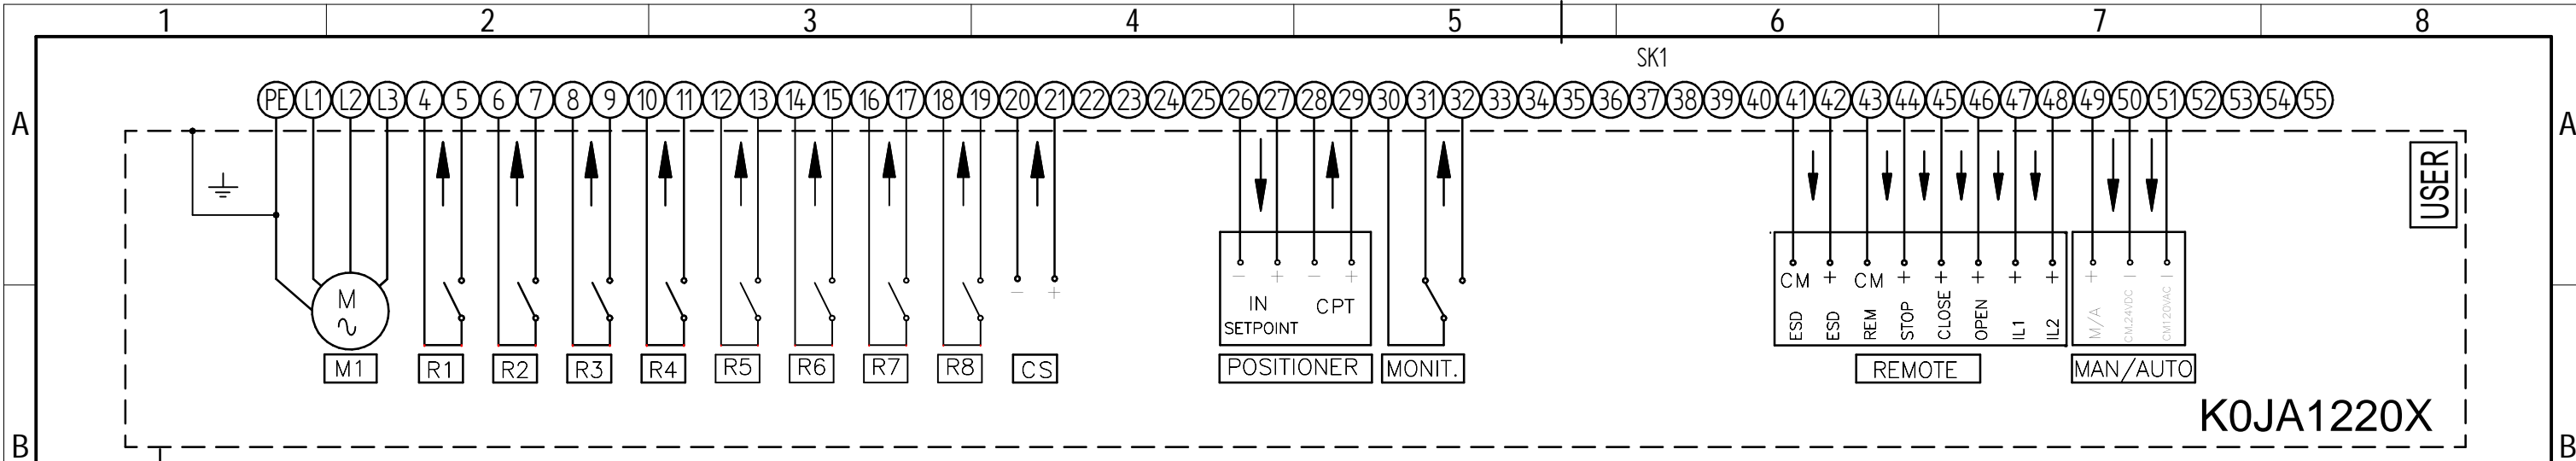 1 2 3 4 5 6 7 8
SK1
PE L1 L2 L3 4 5 6 7 8 9 10 11 12 13 14 15 16 17 18 19 20 21 22 23 24 25 26 27 28 29 30 31 32 33 34 35 36 37 38 39 40 41 42 43 44 45 46 47 48 49 50 51 52 53 54 55
A A
USER
− + − + − +
CM + CM + + + + + + − −
M
IN CPT
SETPOINT
ESD ESD REM STOP CLOSE OPEN IL1 IL2 M/A CM.24VDC CM120VAC
M1 R1 R2 R3 R4 R5 R6 R7 R8 CS POSITIONER MONIT. REMOTE MAN/AUTO
K0JA1220X
B B